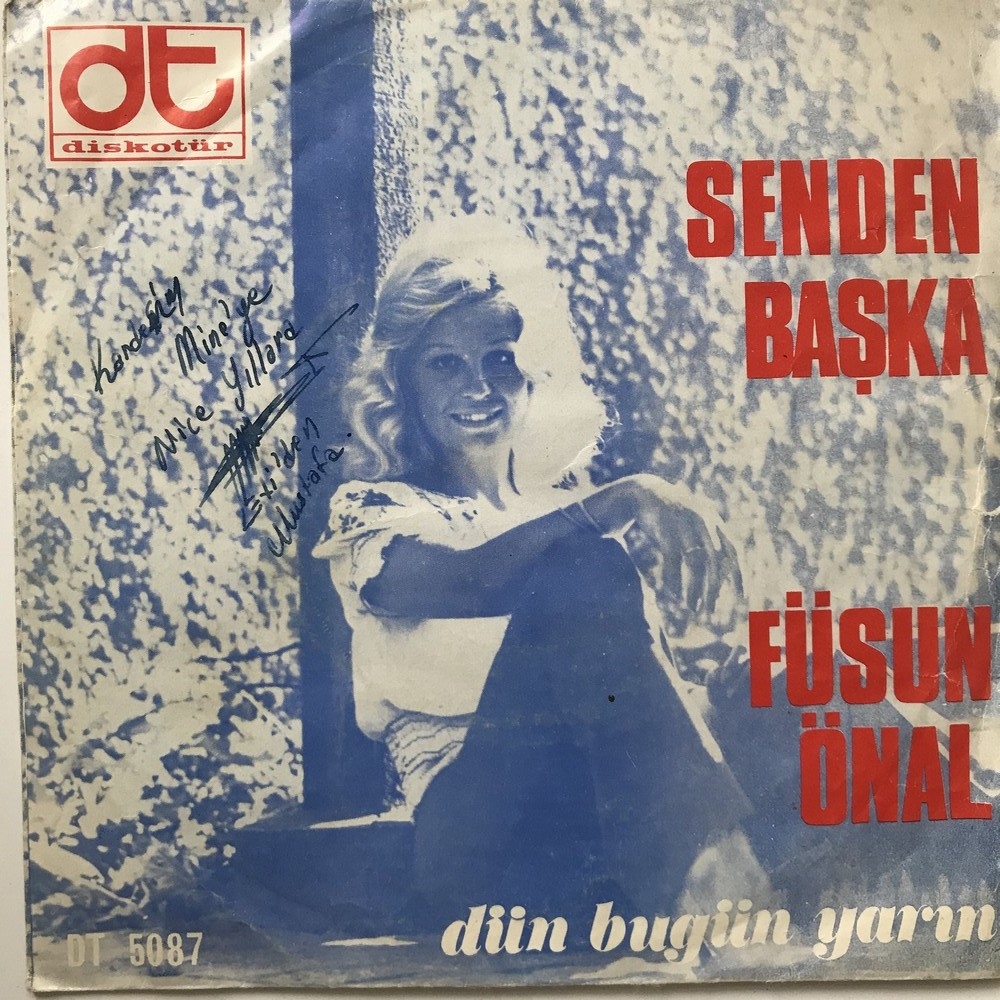 dt
diskotür
SENDEN
BAŞKA
Kardeşim
Mine'ye
Nice Yıllara
Mustafa.
FÜSUN
ÖNAL
dün bugün yarın
DT 5087